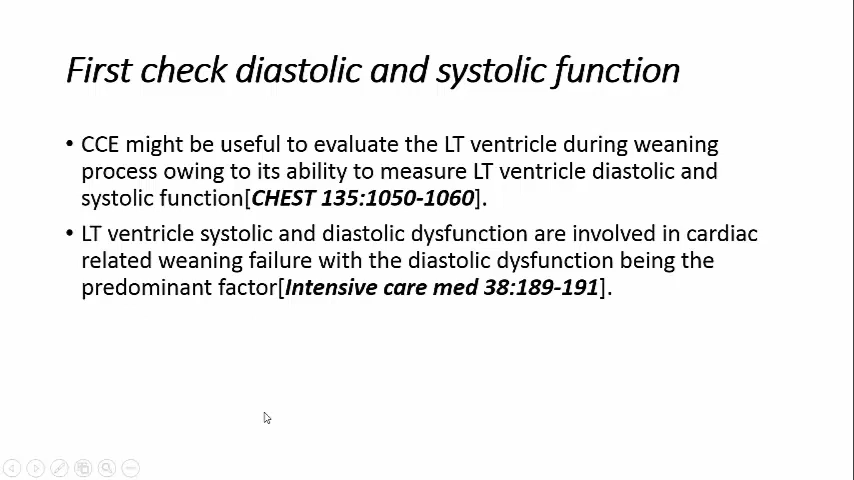 First check diastolic and systolic function
• CCE might be useful to evaluate the LT ventricle during weaning
process owing to its ability to measure LT ventricle diastolic and
systolic function[CHEST 135:1050-1060].
• LT ventricle systolic and diastolic dysfunction are involved in cardiac
related weaning failure with the diastolic dysfunction being the
predominant factor[Intensive care med 38:189-191].